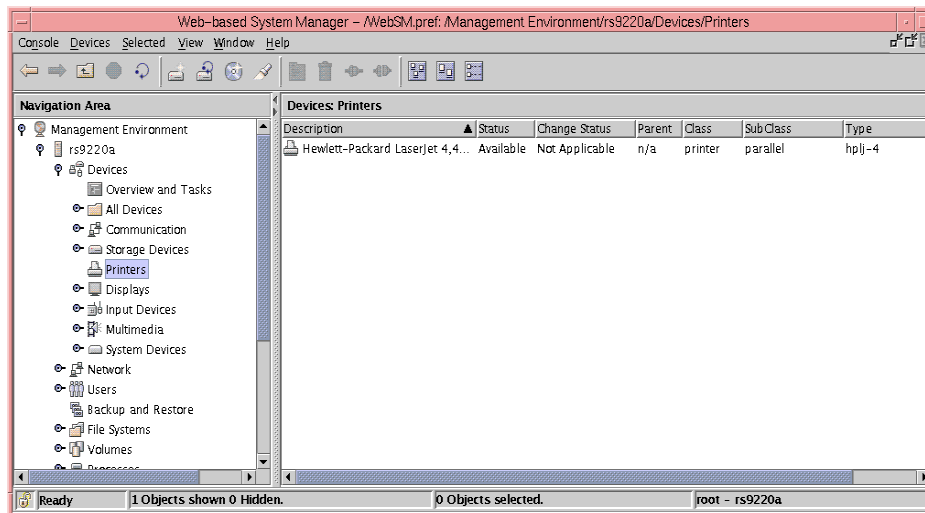 Web-based System Manager - /WebSM.pref: /Management Environment/rs9220a/Devices/Printers
Console Devices Selected View Window Help
Navigation Area
Management Environment
rs9220a
Devices
Overview and Tasks
All Devices
Communication
Storage Devices
Printers
Displays
Input Devices
Multimedia
System Devices
Network
Users
Backup and Restore
File Systems
Volumes
Processes
Devices: Printers
Description Status Change Status Parent Class SubClass Type
Hewlett-Packard LaserJet 4,4... Available Not Applicable n/a printer parallel hplj-4
Ready 1 Objects shown 0 Hidden. 0 Objects selected. root - rs9220a